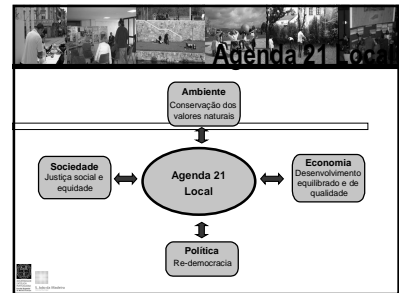 Agenda 21 Local
Ambiente
Conservação dos
valores naturais
Sociedade
Justiça social e
equidade
Agenda 21
Local
Economia
Desenvolvimento
equilibrado e de
qualidade
Política
Re-democracia